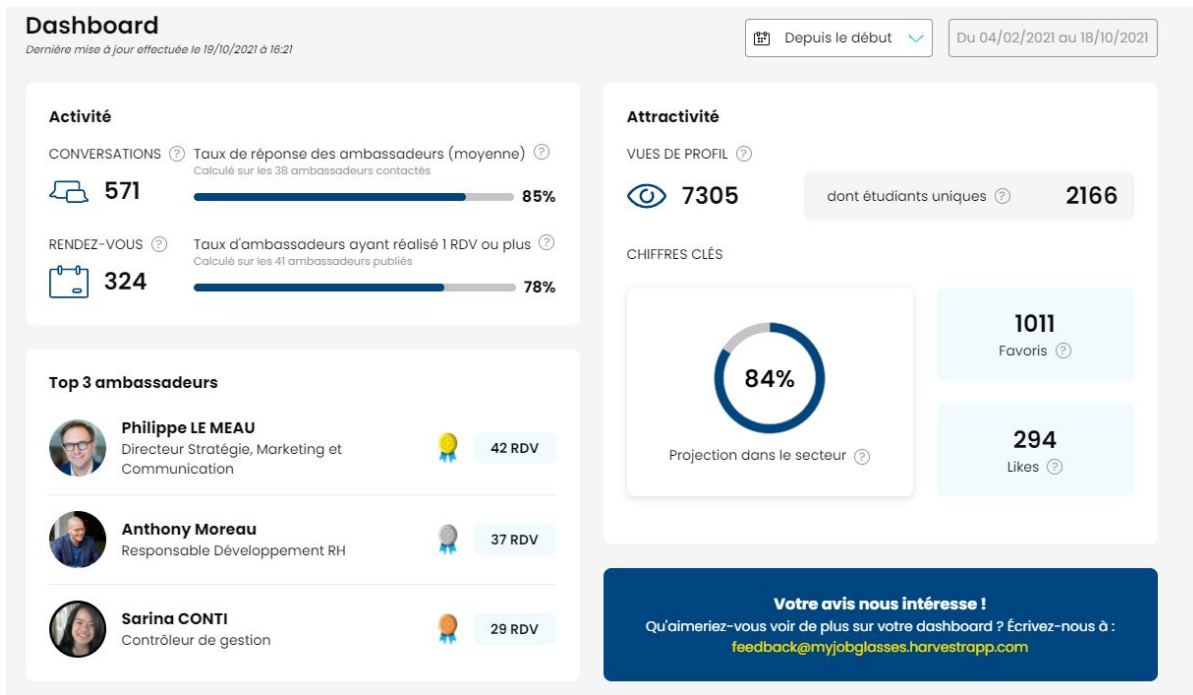 Dashboard
Dernière mise à jour effectuée le 19/10/2021 à 16:21
Depuis le début
Du 04/02/2021 au 18/10/2021
Activité
CONVERSATIONS ?
571
Taux de réponse des ambassadeurs (moyenne) ?
Calculé sur les 38 ambassadeurs contactés
85%
RENDEZ-VOUS ?
324
Taux d'ambassadeurs ayant réalisé 1 RDV ou plus ?
Calculé sur les 41 ambassadeurs publiés
78%
Top 3 ambassadeurs
Philippe LE MEAU
Directeur Stratégie, Marketing et
Communication
42 RDV
Anthony Moreau
Responsable Développement RH
37 RDV
Sarina CONTI
Contrôleur de gestion
29 RDV
Attractivité
VUES DE PROFIL ?
7305
dont étudiants uniques ?
2166
CHIFFRES CLÉS
84%
Projection dans le secteur ?
1011
Favoris ?
294
Likes ?
Votre avis nous intéresse !
Qu'aimeriez-vous voir de plus sur votre dashboard ? Écrivez-nous à :
feedback@myjobglasses.harvestrapp.com